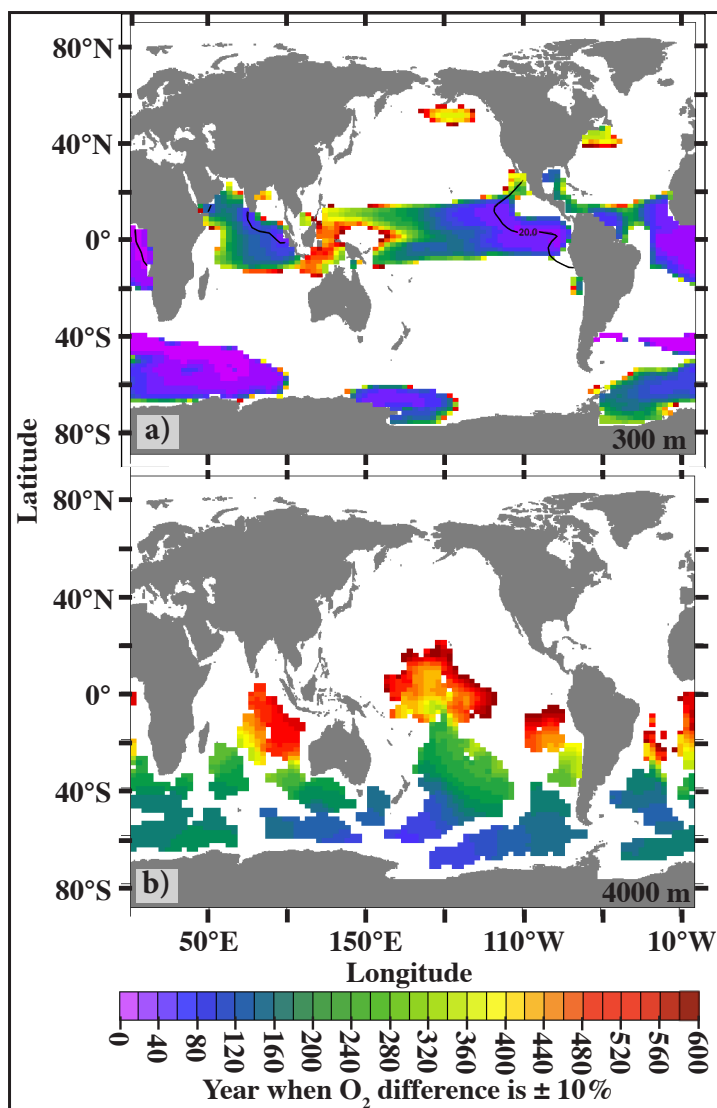 80°N
40°N
0°
40°S
80°S
20.0
a)
300 m
Latitude
80°N
40°N
0°
40°S
80°S
b)
4000 m
50°E 150°E 110°W 10°W
Longitude
0 40 80 120 160 200 240 280 320 360 400 440 480 520 560 600
Year when O₂ difference is ± 10%